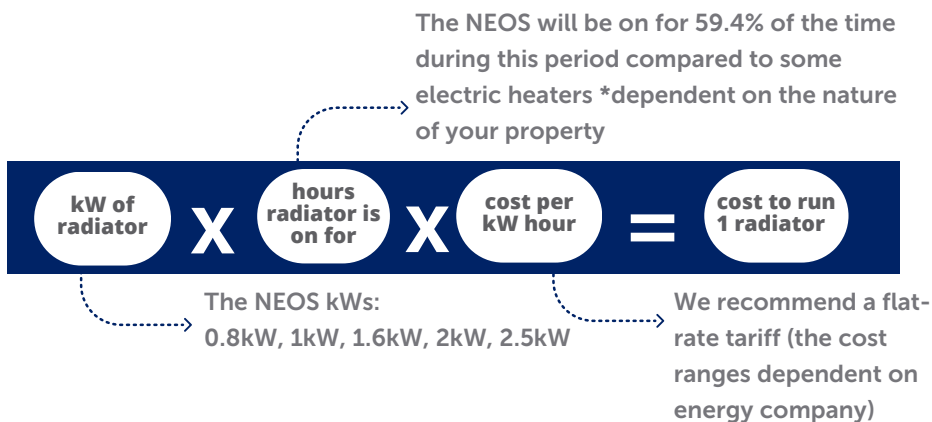 The NEOS will be on for 59.4% of the time
during this period compared to some
electric heaters *dependent on the nature
of your property
kW of
radiator
X
hours
radiator is
on for
X
cost per
kW hour
=
cost to run
1 radiator
The NEOS kWs:
0.8kW, 1kW, 1.6kW, 2kW, 2.5kW
We recommend a flat-
rate tariff (the cost
ranges dependent on
energy company)